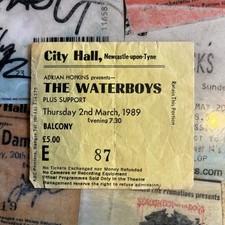 City Hall, Newcastle-upon-Tyne
ADRIAN HOPKINS presents—
THE WATERBOYS
PLUS SUPPORT
Thursday 2nd March, 1989
Evening 7.30
BALCONY
£5.00
E 87
No Tickets Exchanged nor Money Refunded
No Cameras or Recording Equipment
Official Programmes Sold Only in the Theatre
Management reserve the right to refuse admission
Retain This Portion